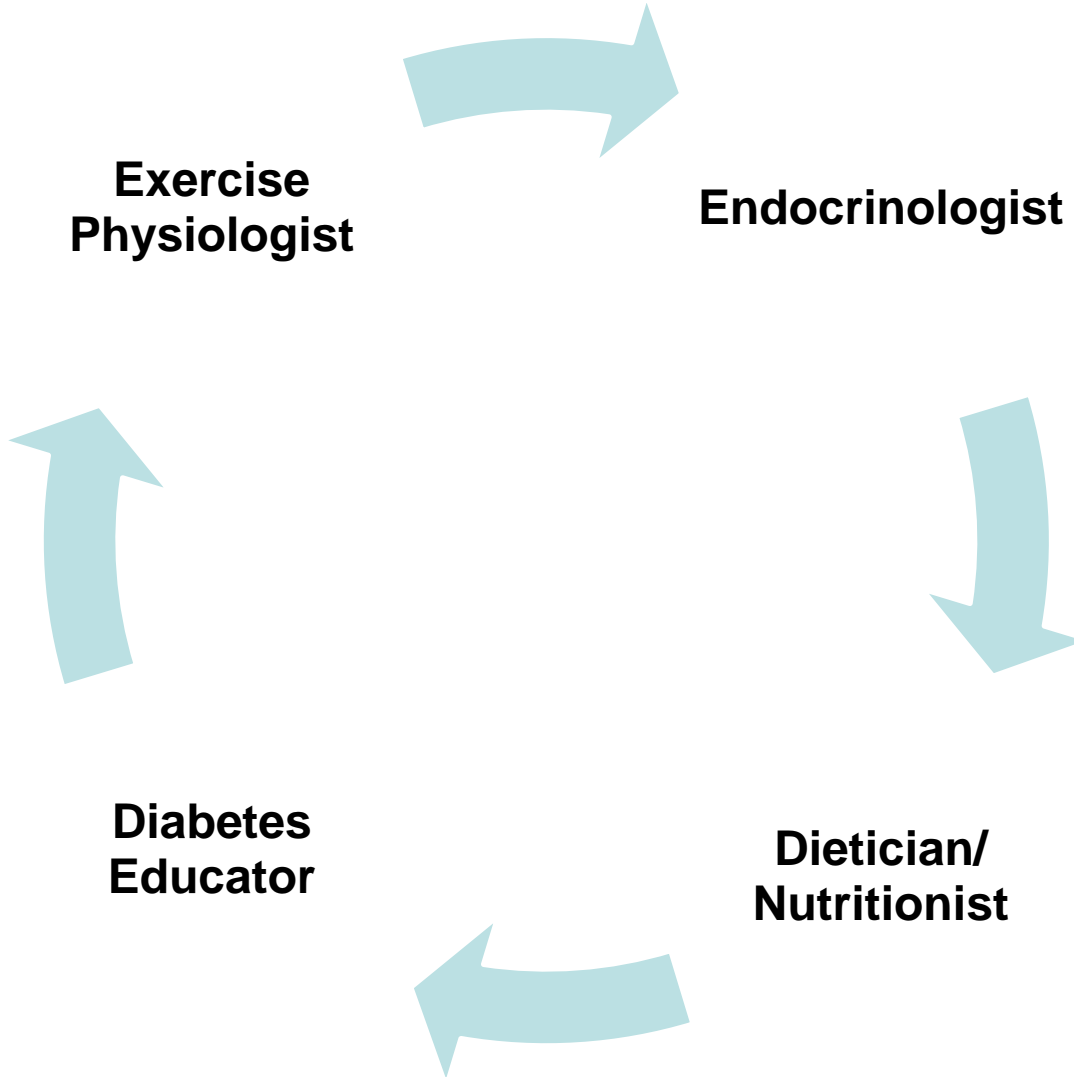 Exercise
Physiologist
Endocrinologist
Diabetes
Educator
Dietician/
Nutritionist